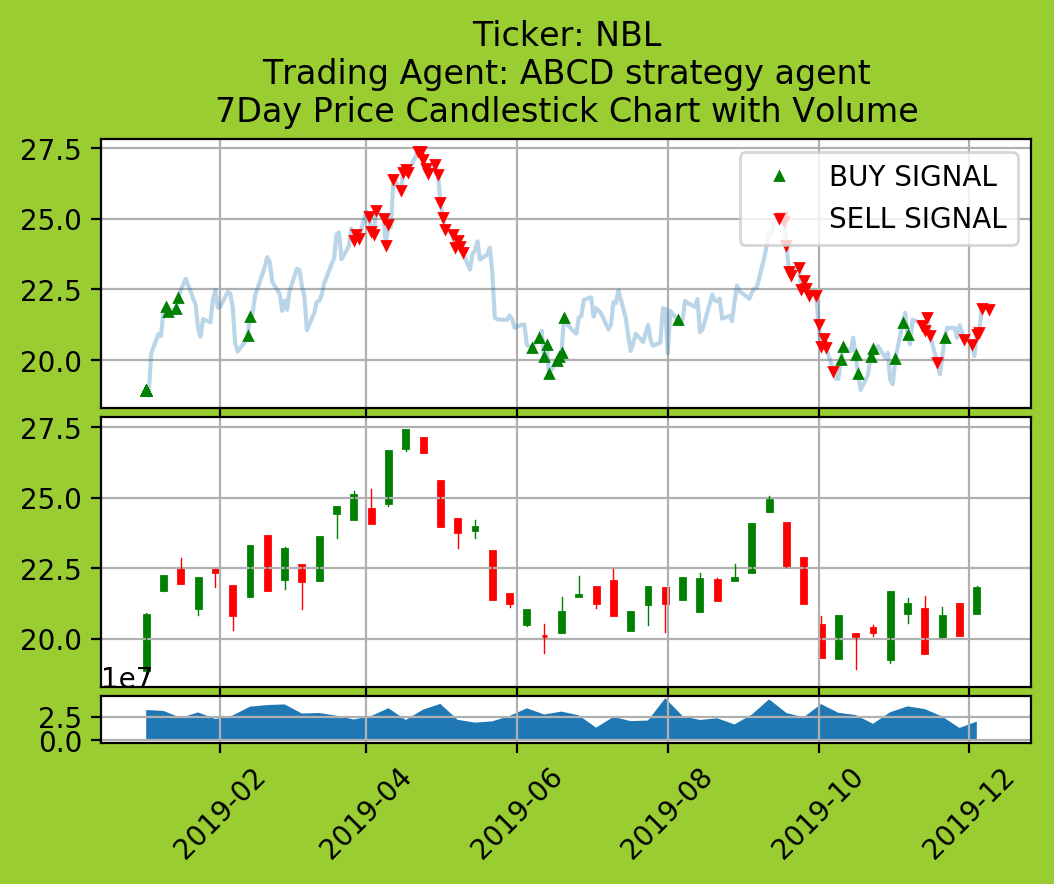 Ticker: NBL
Trading Agent: ABCD strategy agent
7Day Price Candlestick Chart with Volume
27.5
25.0
22.5
20.0
BUY SIGNAL
SELL SIGNAL
27.5
25.0
22.5
20.0
1e7
2.5
0.0
2019-02
2019-04
2019-06
2019-08
2019-10
2019-12